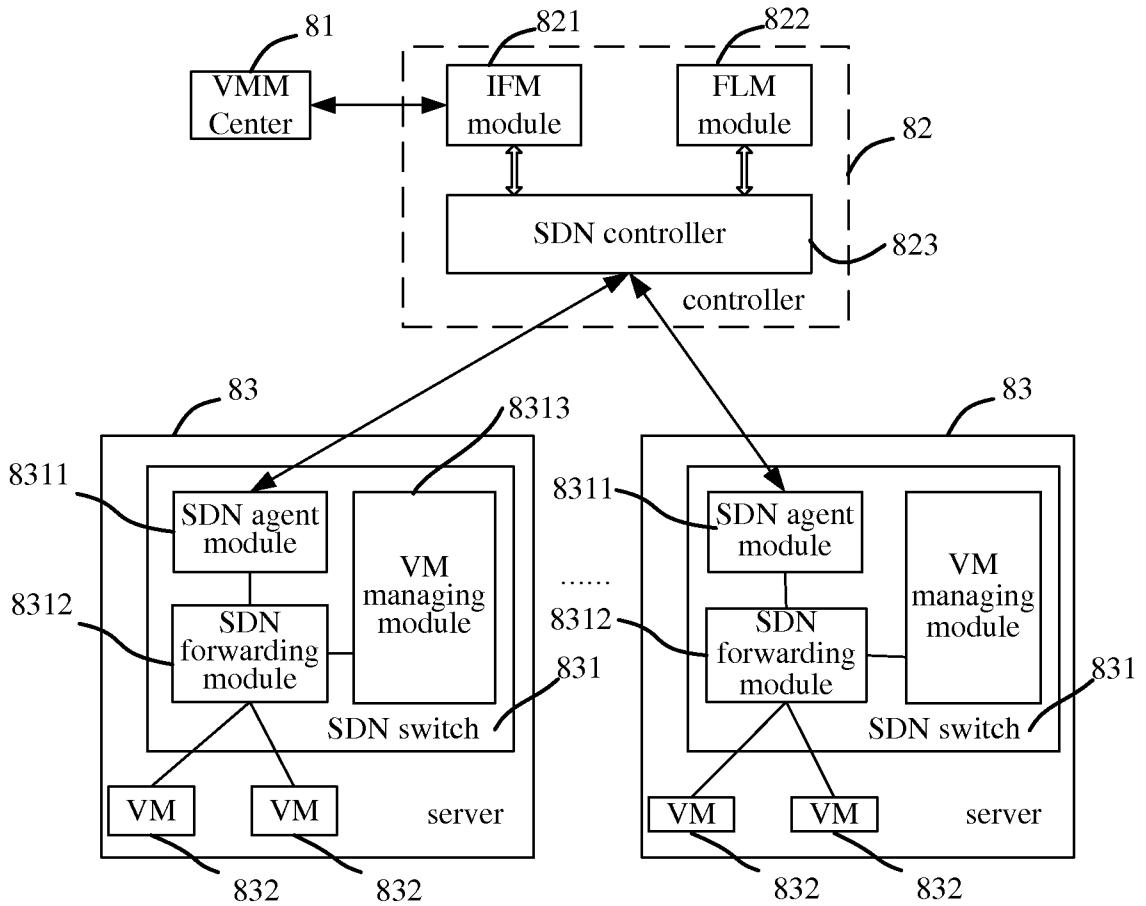 81
821
822
VMM
Center
IFM
module
FLM
module
82
SDN controller
823
controller
83
8313
83
8311
SDN agent
module
VM
managing
module
8312
SDN
forwarding
module
831
SDN switch
VM
VM
server
832
832
......
8311
SDN agent
module
VM
managing
module
8312
SDN
forwarding
module
831
SDN switch
VM
VM
server
832
832